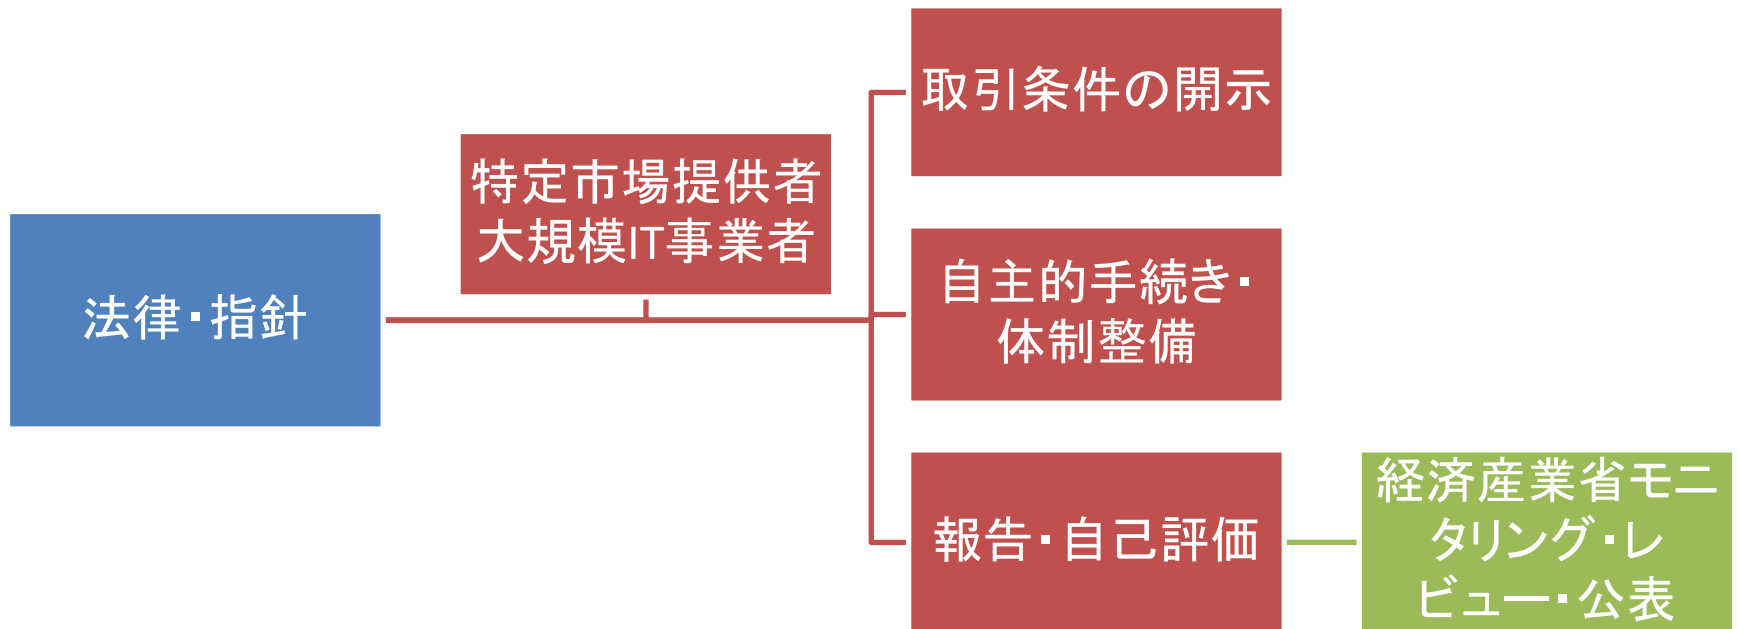 法律・指針
特定市場提供者
大規模IT事業者
取引条件の開示
自主的手続き・
体制整備
報告・自己評価
経済産業省モニ
タリング・レ
ビュー・公表